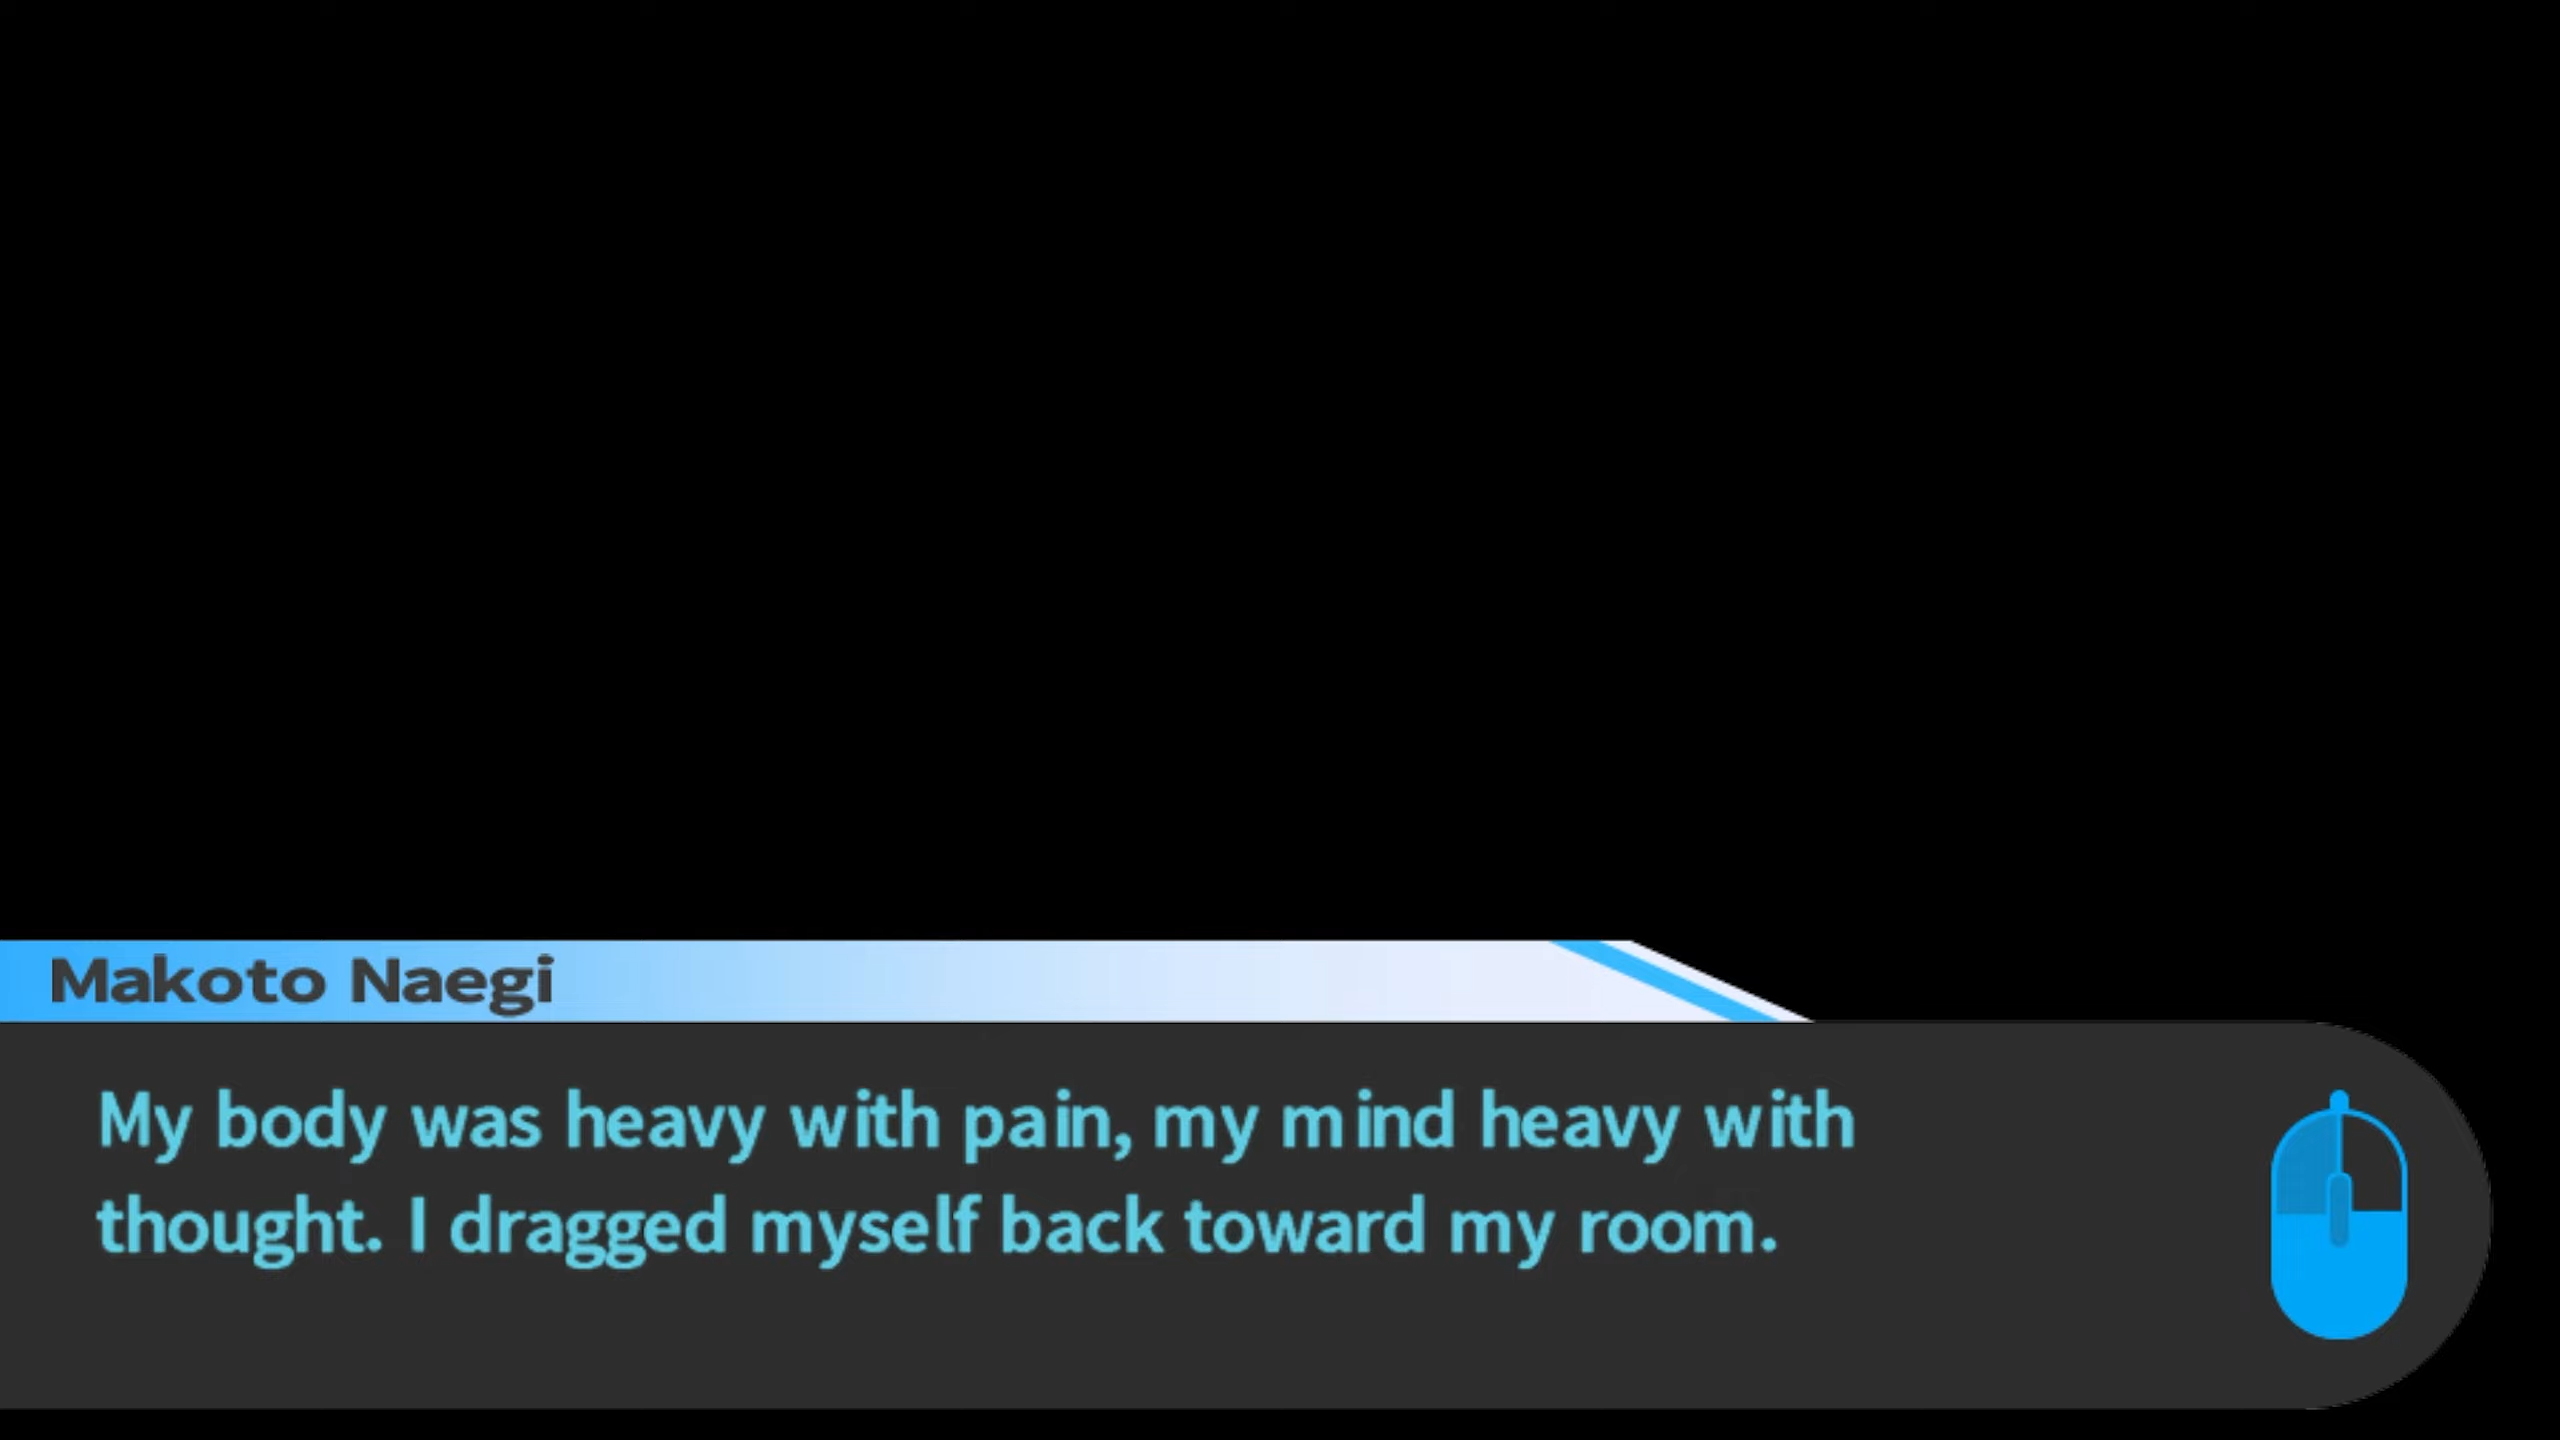 Makoto Naegi
My body was heavy with pain, my mind heavy with
thought. I dragged myself back toward my room.